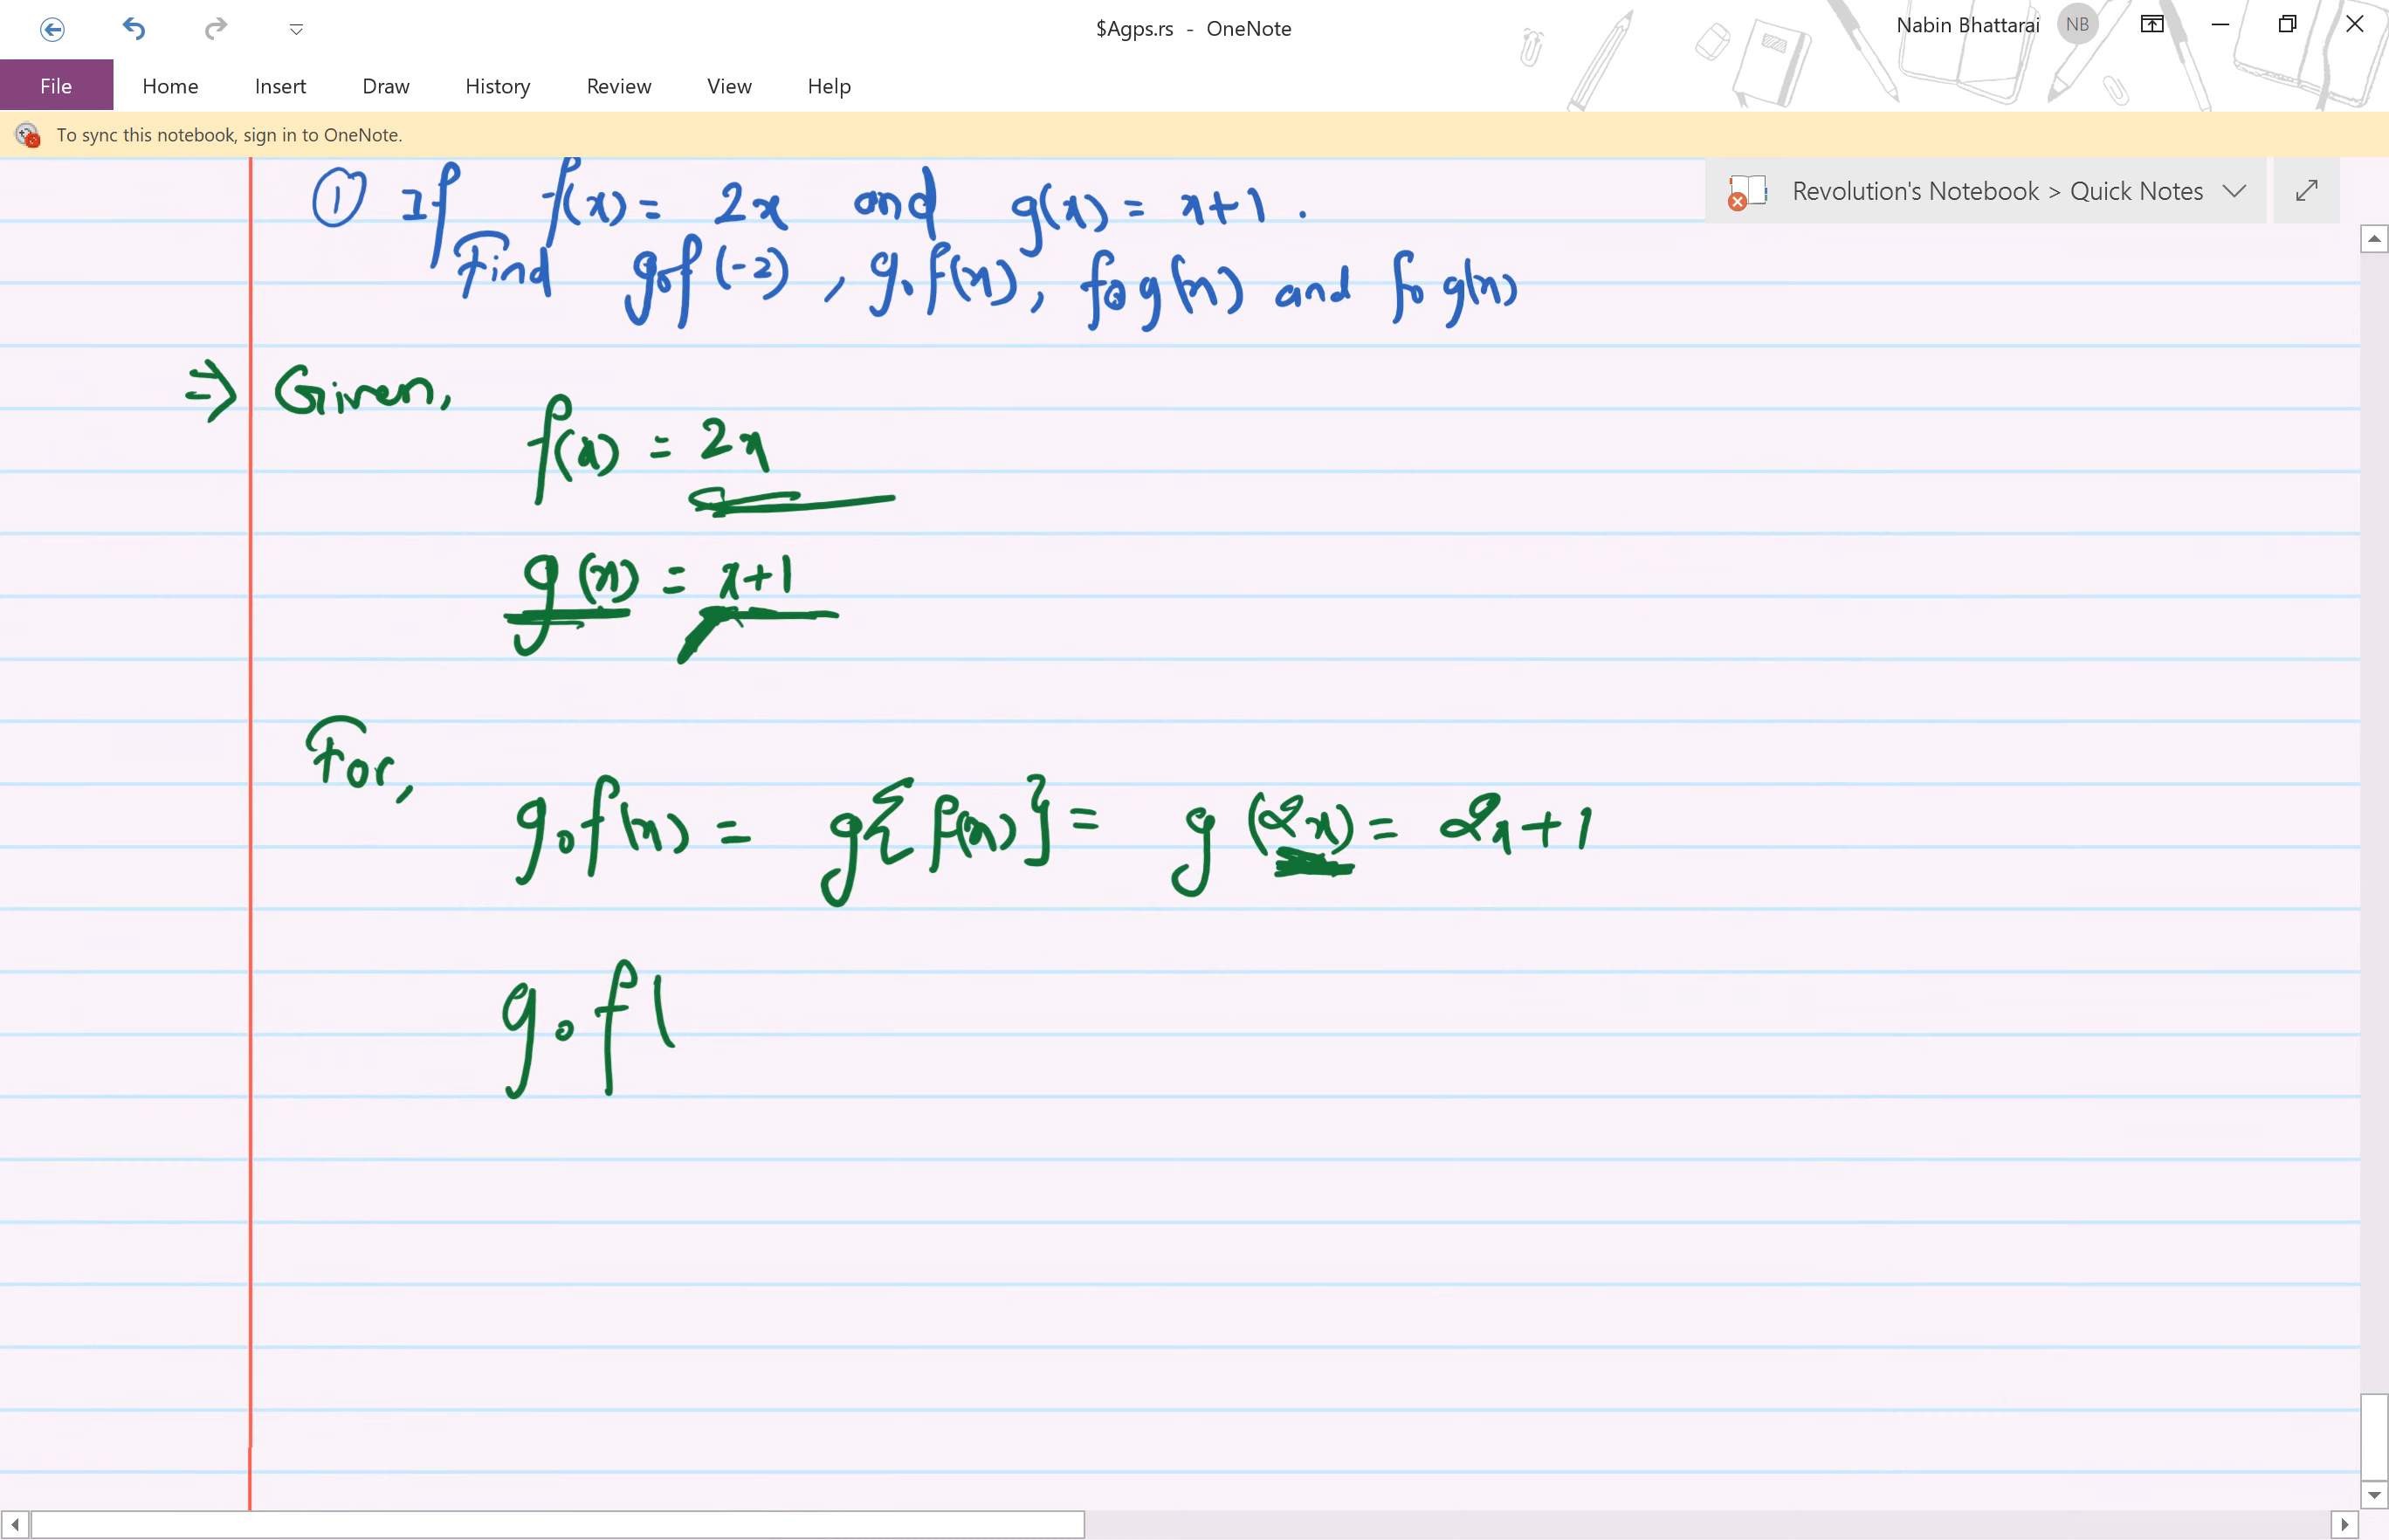 $Agps.rs - OneNote
Nabin Bhattarai NB
File Home Insert Draw History Review View Help
To sync this notebook, sign in to OneNote.
Revolution's Notebook > Quick Notes
① If f(x) = 2x and g(x) = x+1 .
Find gof (-2) , gof(x), fog(x) and fog(x)
⇒ Given,
f(x) = 2x
g(x) = x+1
For,
gof(x) = g{f(x)} = g(2x) = 2x+1
gof(